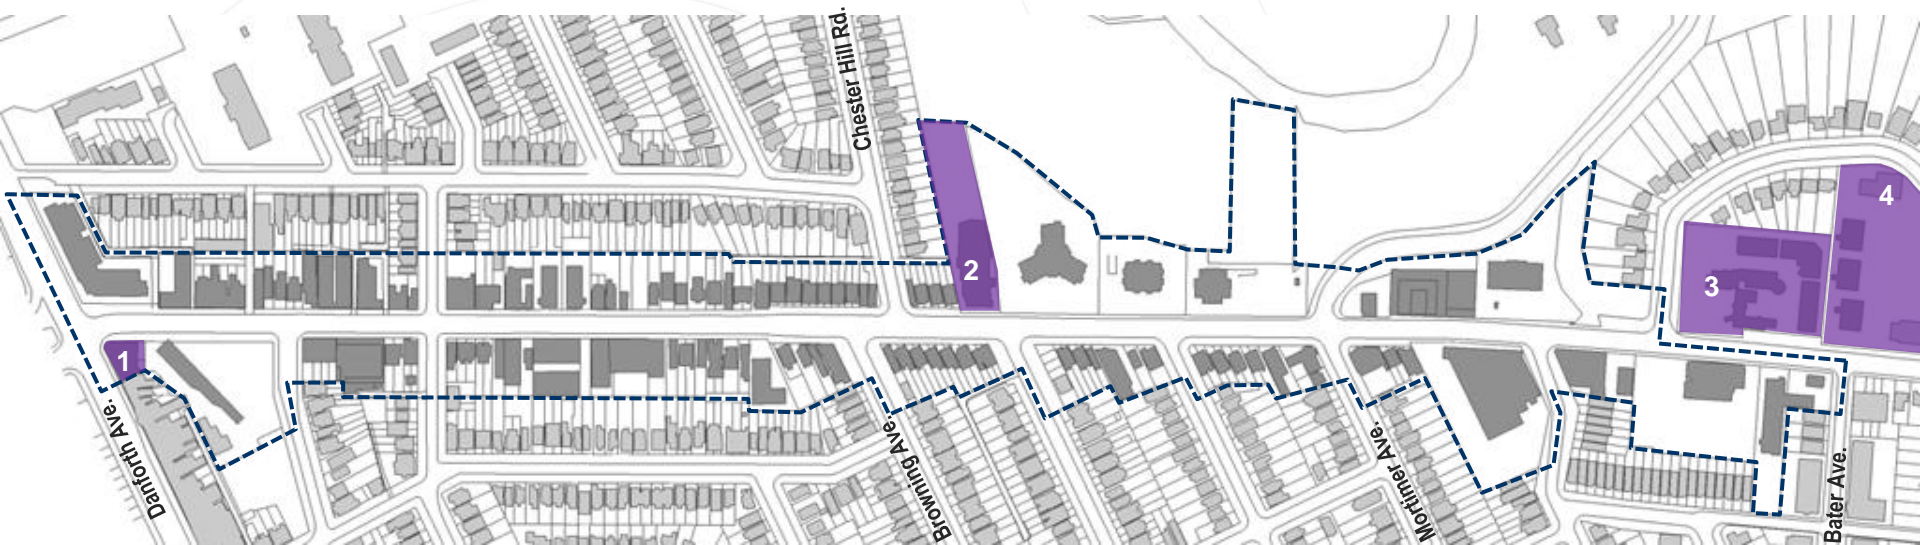 Chester Hill Rd.
4
2
3
1
Danforth Ave.
Browning Ave.
Mortimer Ave.
Bater Ave.